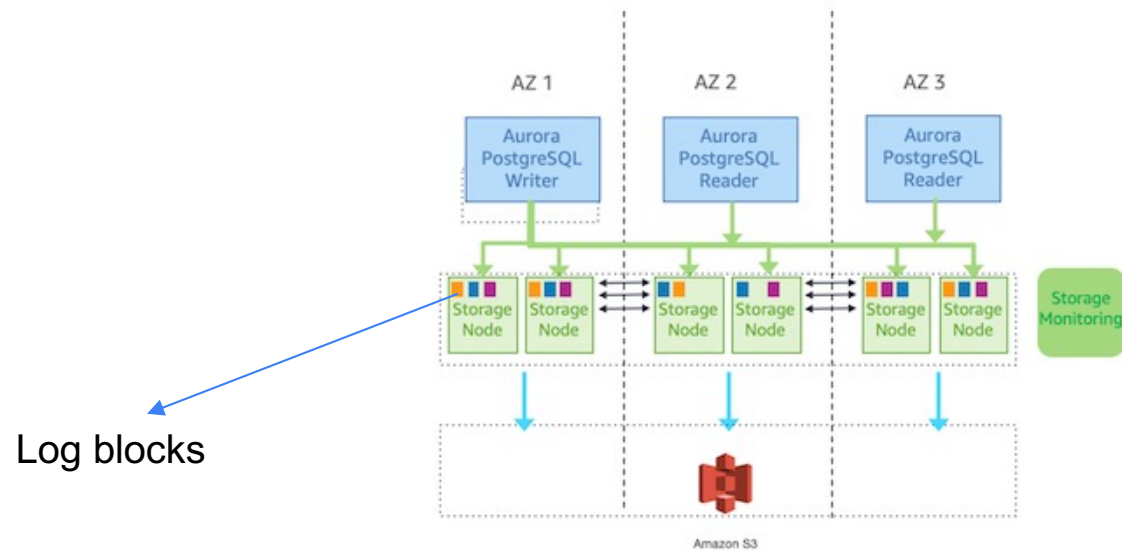 AZ 1
AZ 2
AZ 3
Aurora
PostgreSQL
Writer
Aurora
PostgreSQL
Reader
Aurora
PostgreSQL
Reader
Storage
Node
Storage
Node
Storage
Node
Storage
Node
Storage
Node
Storage
Node
Storage
Monitoring
Log blocks
Amazon S3